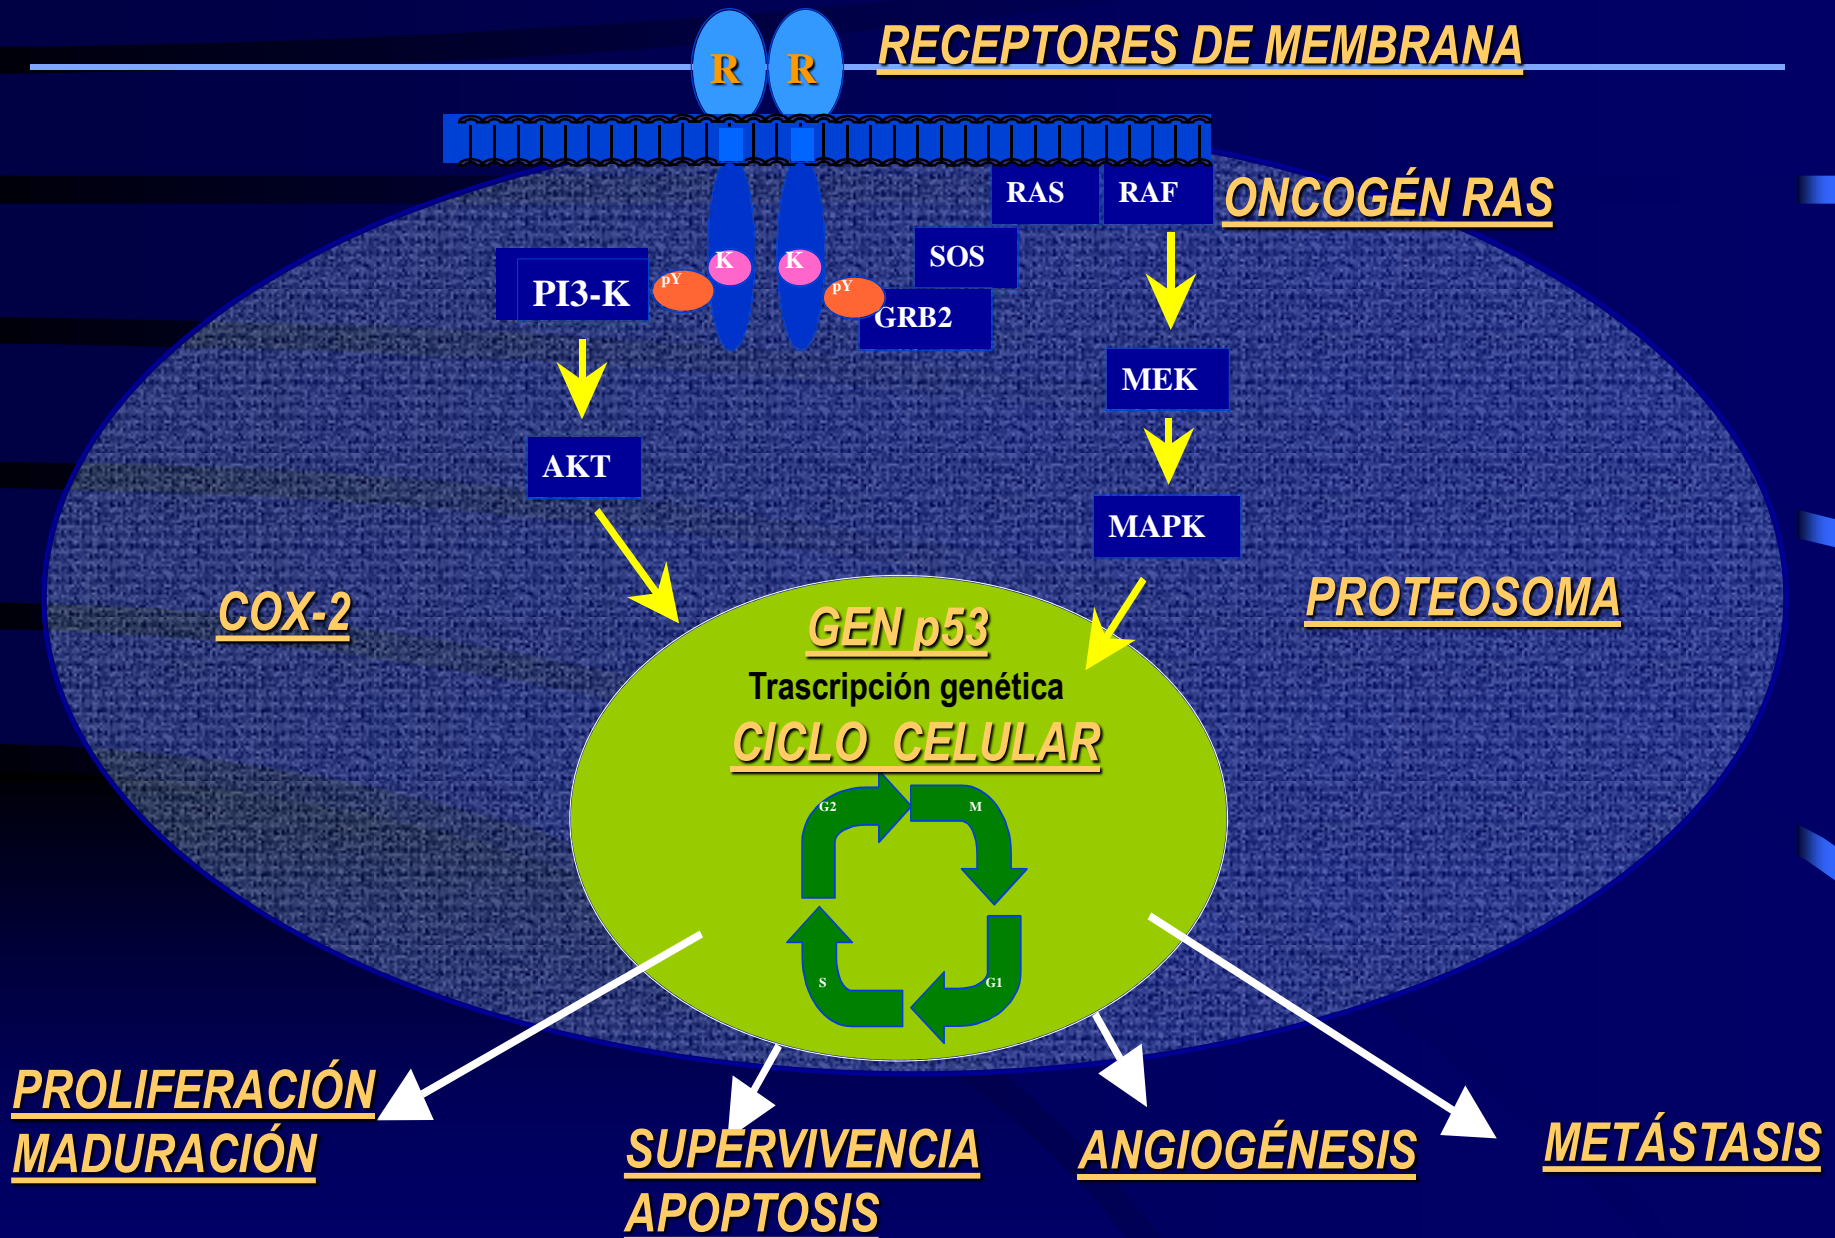 R R
RECEPTORES DE MEMBRANA
RAS RAF
ONCOGÉN RAS
SOS
K K
pY pY
PI3-K
GRB2
MEK
AKT
MAPK
COX-2
PROTEOSOMA
GEN p53
Trascripción genética
CICLO CELULAR
G2 M
S G1
PROLIFERACIÓN
MADURACIÓN
SUPERVIVENCIA
APOPTOSIS
ANGIOGÉNESIS
METÁSTASIS